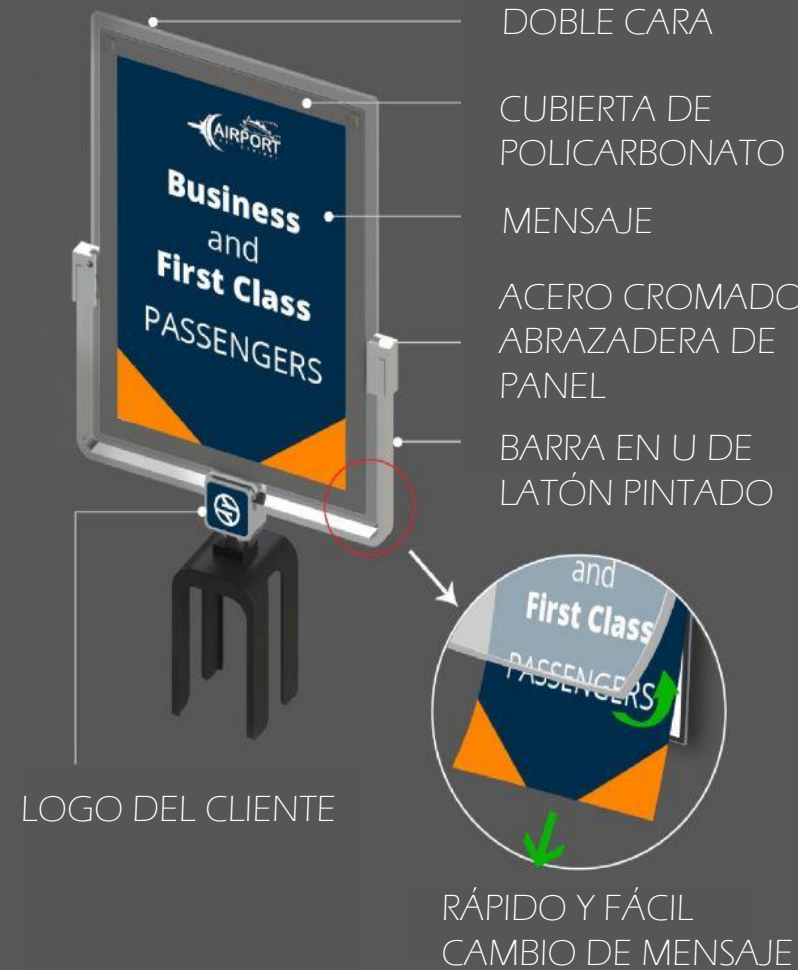 DOBLE CARA
CUBIERTA DE
POLICARBONATO
AIRPORT
Business
and
First Class
PASSENGERS
MENSAJE
ACERO CROMADO
ABRAZADERA DE
PANEL
BARRA EN U DE
LATÓN PINTADO
and
First Class
PASSENGERS
LOGO DEL CLIENTE
RÁPIDO Y FÁCIL
CAMBIO DE MENSAJE